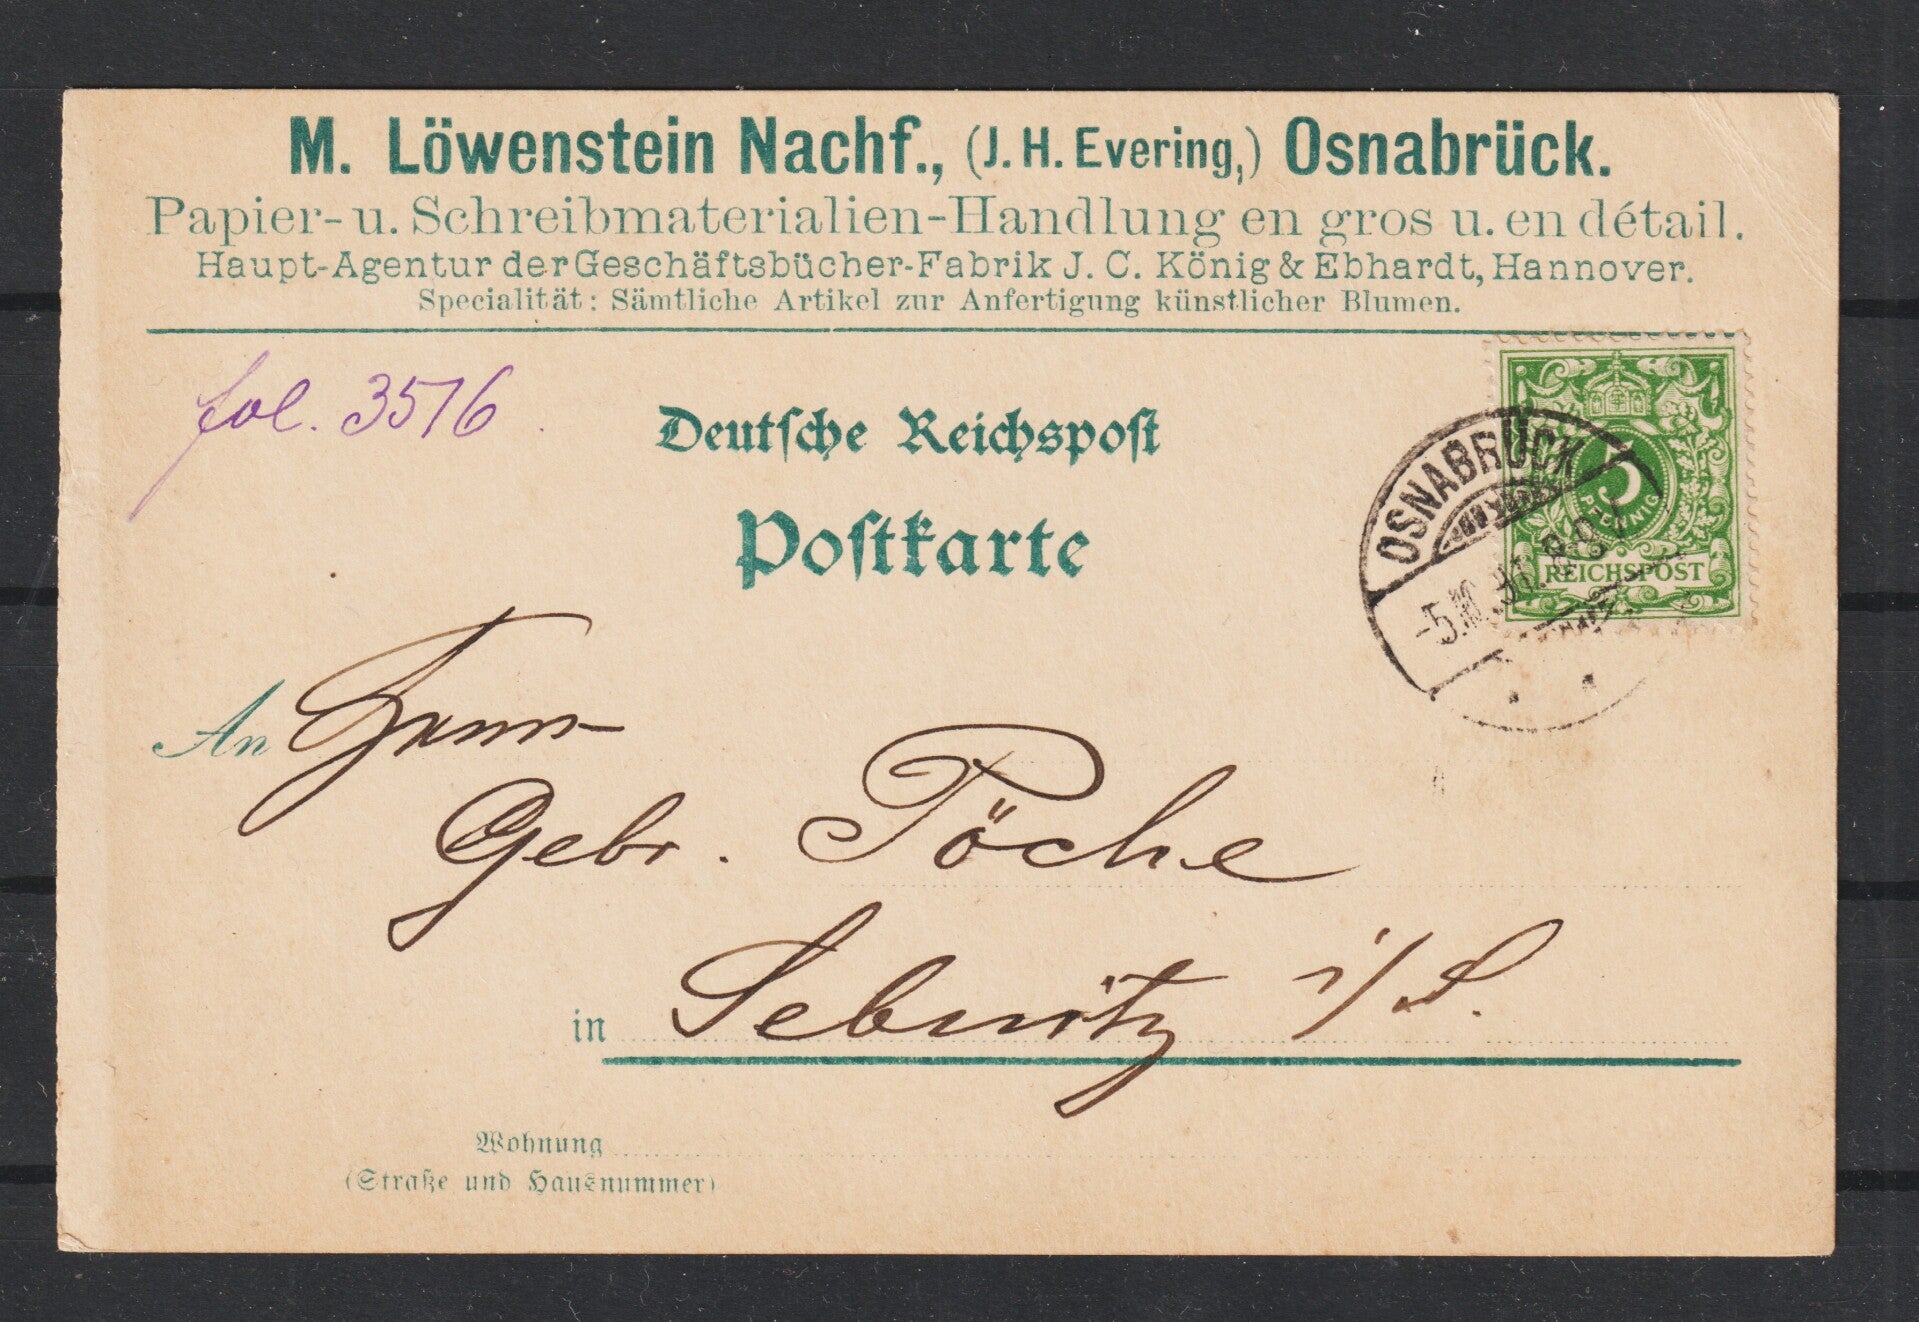 M. Löwenstein Nachf., (J. H. Evering,) Osnabrück.
Papier- u. Schreibmaterialien-Handlung en gros u. en détail.
Haupt-Agentur der Geschäftsbücher-Fabrik J. C. König & Ebhardt, Hannover.
Specialität: Sämtliche Artikel zur Anfertigung künstlicher Blumen.
fol. 3576
Deutſche Reichspoſt
Poſtkarte
5
PFENNIG
REICHSPOST
OSNABRÜCK
An
Gebr. Töche
in Sebnitz i/S.
Wohnung
(Straße und Hausnummer)